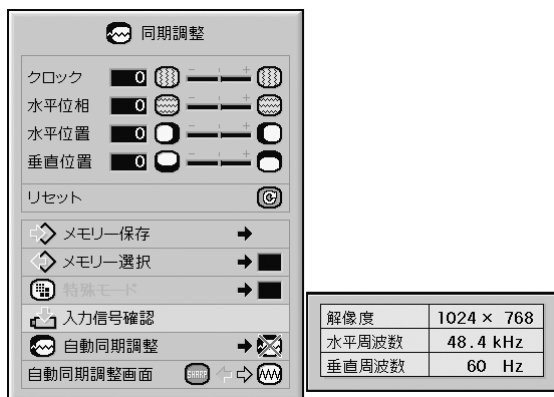 同期調整
クロック 0
水平位相 0
水平位置 0
垂直位置 0
リセット
メモリー保存
メモリー選択
特殊モード
入力信号確認
自動同期調整
自動同期調整画面
解像度 1024 × 768
水平周波数 48.4 kHz
垂直周波数 60 Hz